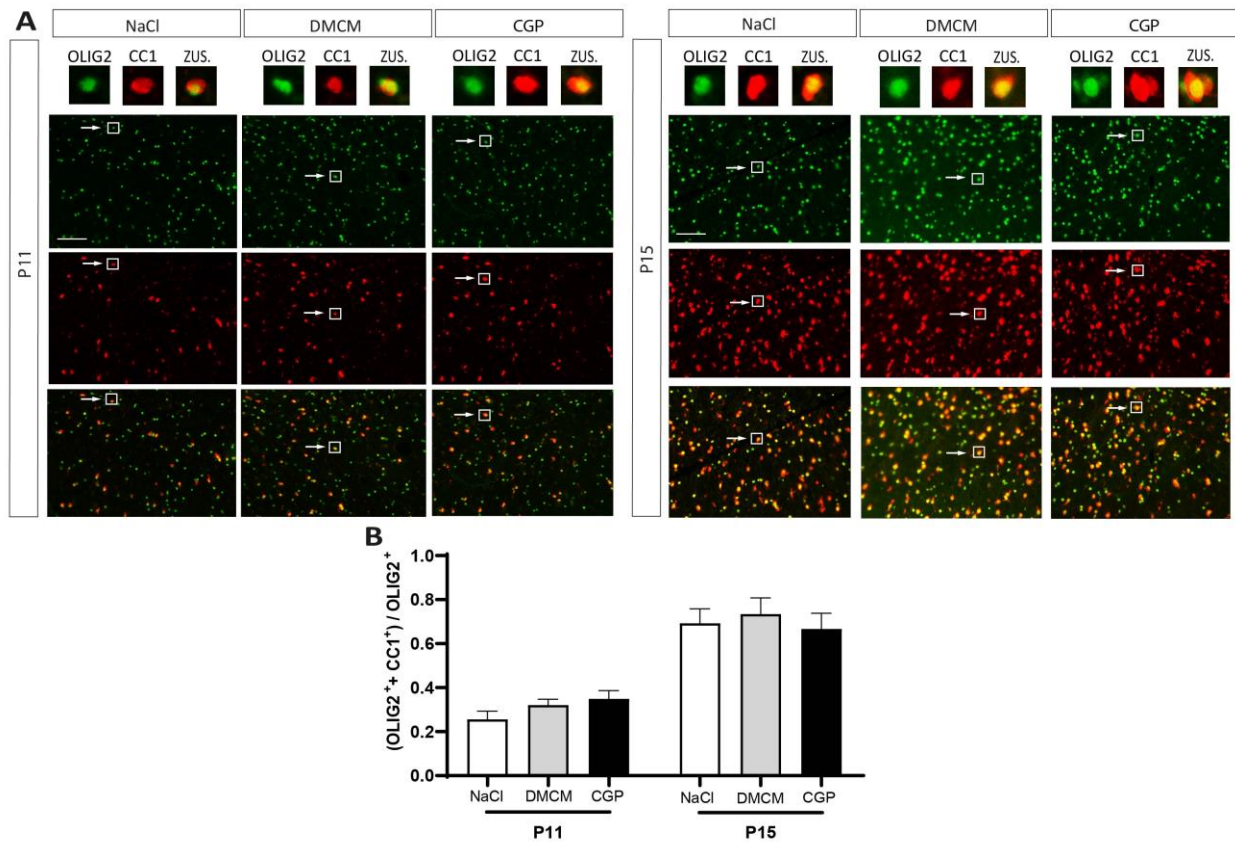 A
NaCl DMCM CGP NaCl DMCM CGP
OLIG2 CC1 ZUS. OLIG2 CC1 ZUS. OLIG2 CC1 ZUS. OLIG2 CC1 ZUS. OLIG2 CC1 ZUS. OLIG2 CC1 ZUS.
P11
P15
B
(OLIG2⁺+ CC1⁺) / OLIG2⁺
1.0
0.8
0.6
0.4
0.2
0.0
NaCl DMCM CGP NaCl DMCM CGP
P11 P15